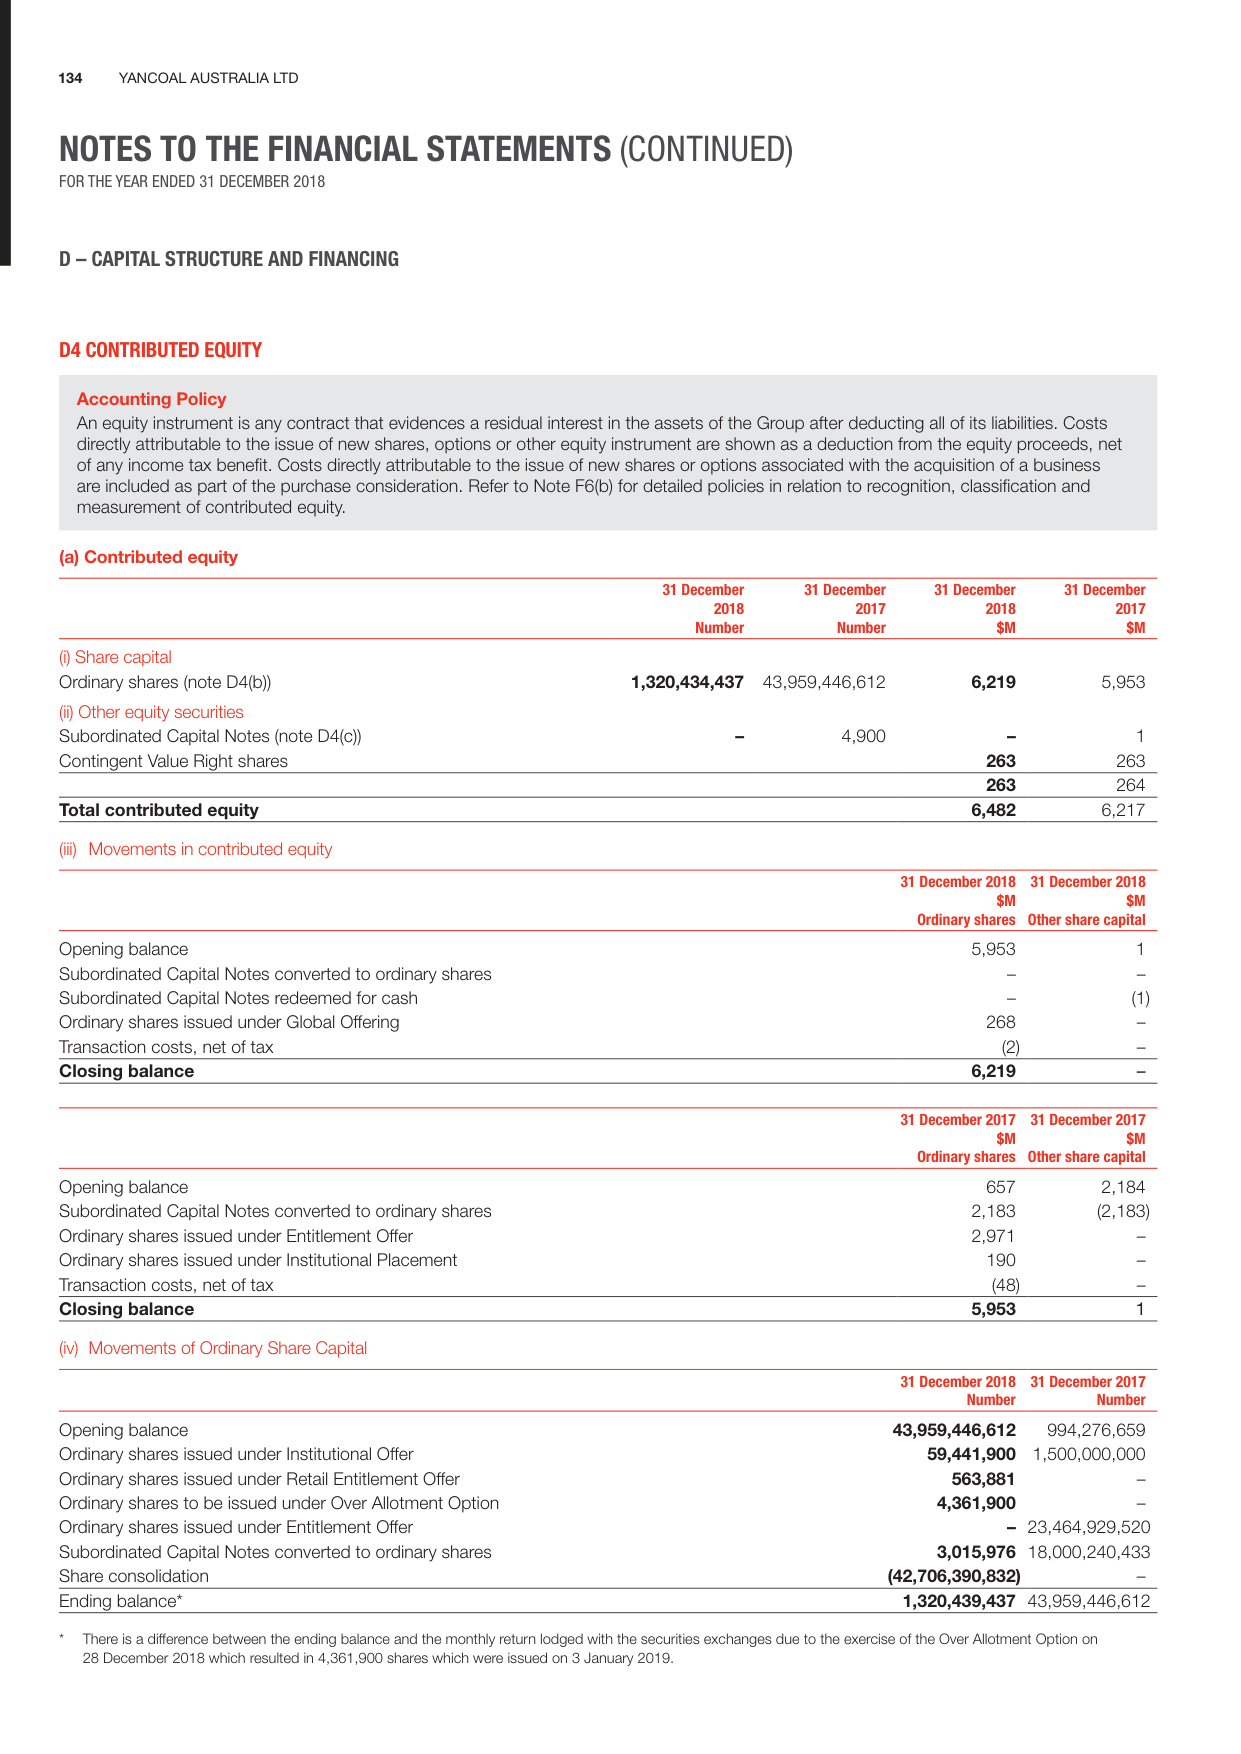 134 YANCOAL AUSTRALIA LTD
NOTES TO THE FINANCIAL STATEMENTS (CONTINUED)
FOR THE YEAR ENDED 31 DECEMBER 2018
D – CAPITAL STRUCTURE AND FINANCING
D4 CONTRIBUTED EQUITY
Accounting Policy
An equity instrument is any contract that evidences a residual interest in the assets of the Group after deducting all of its liabilities. Costs
directly attributable to the issue of new shares, options or other equity instrument are shown as a deduction from the equity proceeds, net
of any income tax benefit. Costs directly attributable to the issue of new shares or options associated with the acquisition of a business
are included as part of the purchase consideration. Refer to Note F6(b) for detailed policies in relation to recognition, classification and
measurement of contributed equity.
(a) Contributed equity
31 December 31 December 31 December 31 December
2018 2017 2018 2017
Number Number $M $M
(i) Share capital
Ordinary shares (note D4(b)) 1,320,434,437 43,959,446,612 6,219 5,953
(ii) Other equity securities
Subordinated Capital Notes (note D4(c)) – 4,900 – 1
Contingent Value Right shares 263 263
263 264
Total contributed equity 6,482 6,217
(iii) Movements in contributed equity
31 December 2018 31 December 2018
$M $M
Ordinary shares Other share capital
Opening balance 5,953 1
Subordinated Capital Notes converted to ordinary shares – –
Subordinated Capital Notes redeemed for cash – (1)
Ordinary shares issued under Global Offering 268 –
Transaction costs, net of tax (2) –
Closing balance 6,219 –
31 December 2017 31 December 2017
$M $M
Ordinary shares Other share capital
Opening balance 657 2,184
Subordinated Capital Notes converted to ordinary shares 2,183 (2,183)
Ordinary shares issued under Entitlement Offer 2,971 –
Ordinary shares issued under Institutional Placement 190 –
Transaction costs, net of tax (48) –
Closing balance 5,953 1
(iv) Movements of Ordinary Share Capital
31 December 2018 31 December 2017
Number Number
Opening balance 43,959,446,612 994,276,659
Ordinary shares issued under Institutional Offer 59,441,900 1,500,000,000
Ordinary shares issued under Retail Entitlement Offer 563,881 –
Ordinary shares to be issued under Over Allotment Option 4,361,900 –
Ordinary shares issued under Entitlement Offer – 23,464,929,520
Subordinated Capital Notes converted to ordinary shares 3,015,976 18,000,240,433
Share consolidation (42,706,390,832) –
Ending balance* 1,320,439,437 43,959,446,612
* There is a difference between the ending balance and the monthly return lodged with the securities exchanges due to the exercise of the Over Allotment Option on
28 December 2018 which resulted in 4,361,900 shares which were issued on 3 January 2019.